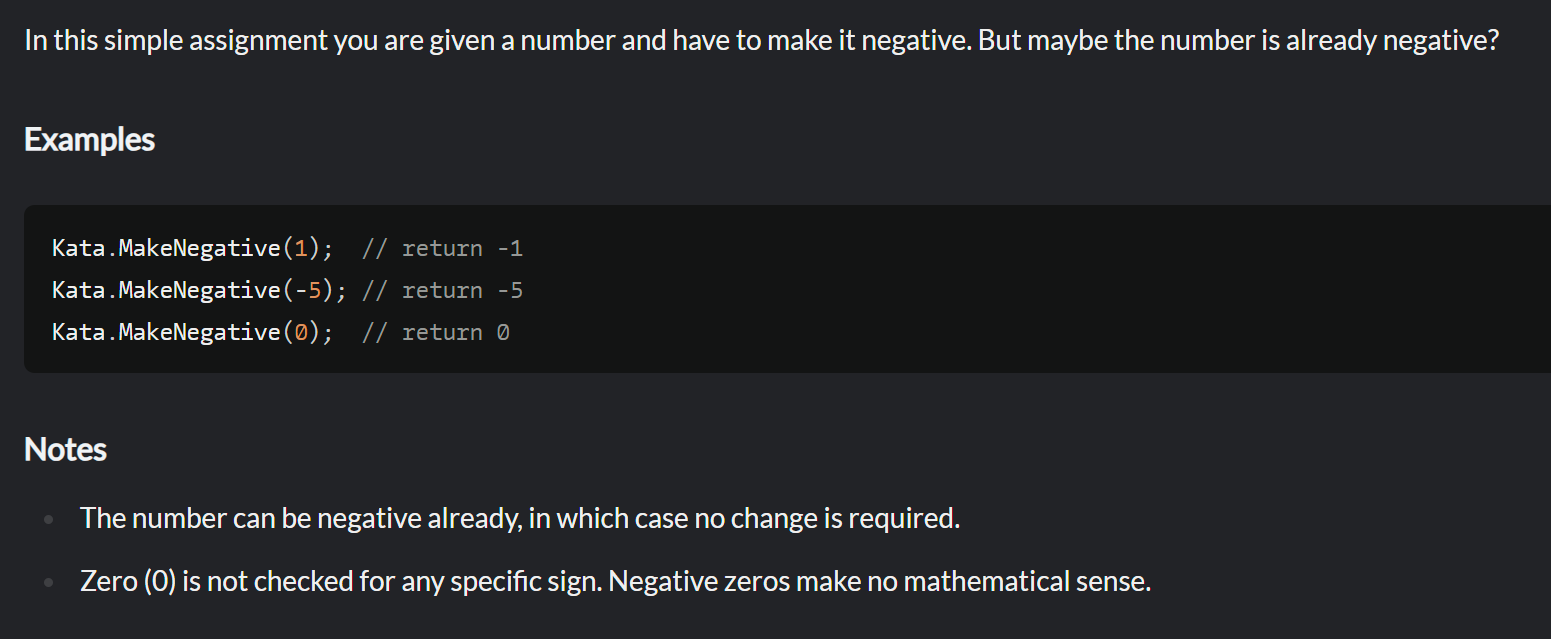 In this simple assignment you are given a number and have to make it negative. But maybe the number is already negative?
Examples
Kata.MakeNegative(1);  // return -1
Kata.MakeNegative(-5); // return -5
Kata.MakeNegative(0);  // return 0
Notes
The number can be negative already, in which case no change is required.
Zero (0) is not checked for any specific sign. Negative zeros make no mathematical sense.